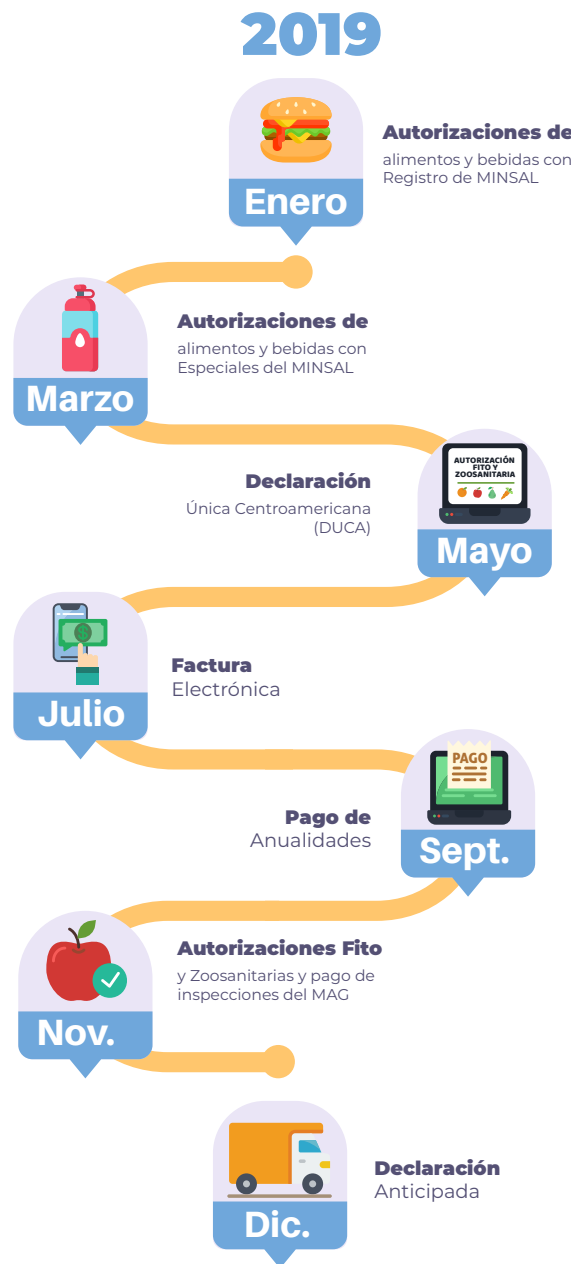 2019
Autorizaciones de
alimentos y bebidas con
Registro de MINSAL
Enero
Autorizaciones de
alimentos y bebidas con
Especiales del MINSAL
Marzo
AUTORIZACIÓN
FITO Y
ZOOSANITARIA
Declaración
Única Centroamericana
(DUCA)
Mayo
Factura
Electrónica
Julio
PAGO
Pago de
Anualidades
Sept.
Autorizaciones Fito
y Zoosanitarias y pago de
inspecciones del MAG
Nov.
Declaración
Anticipada
Dic.